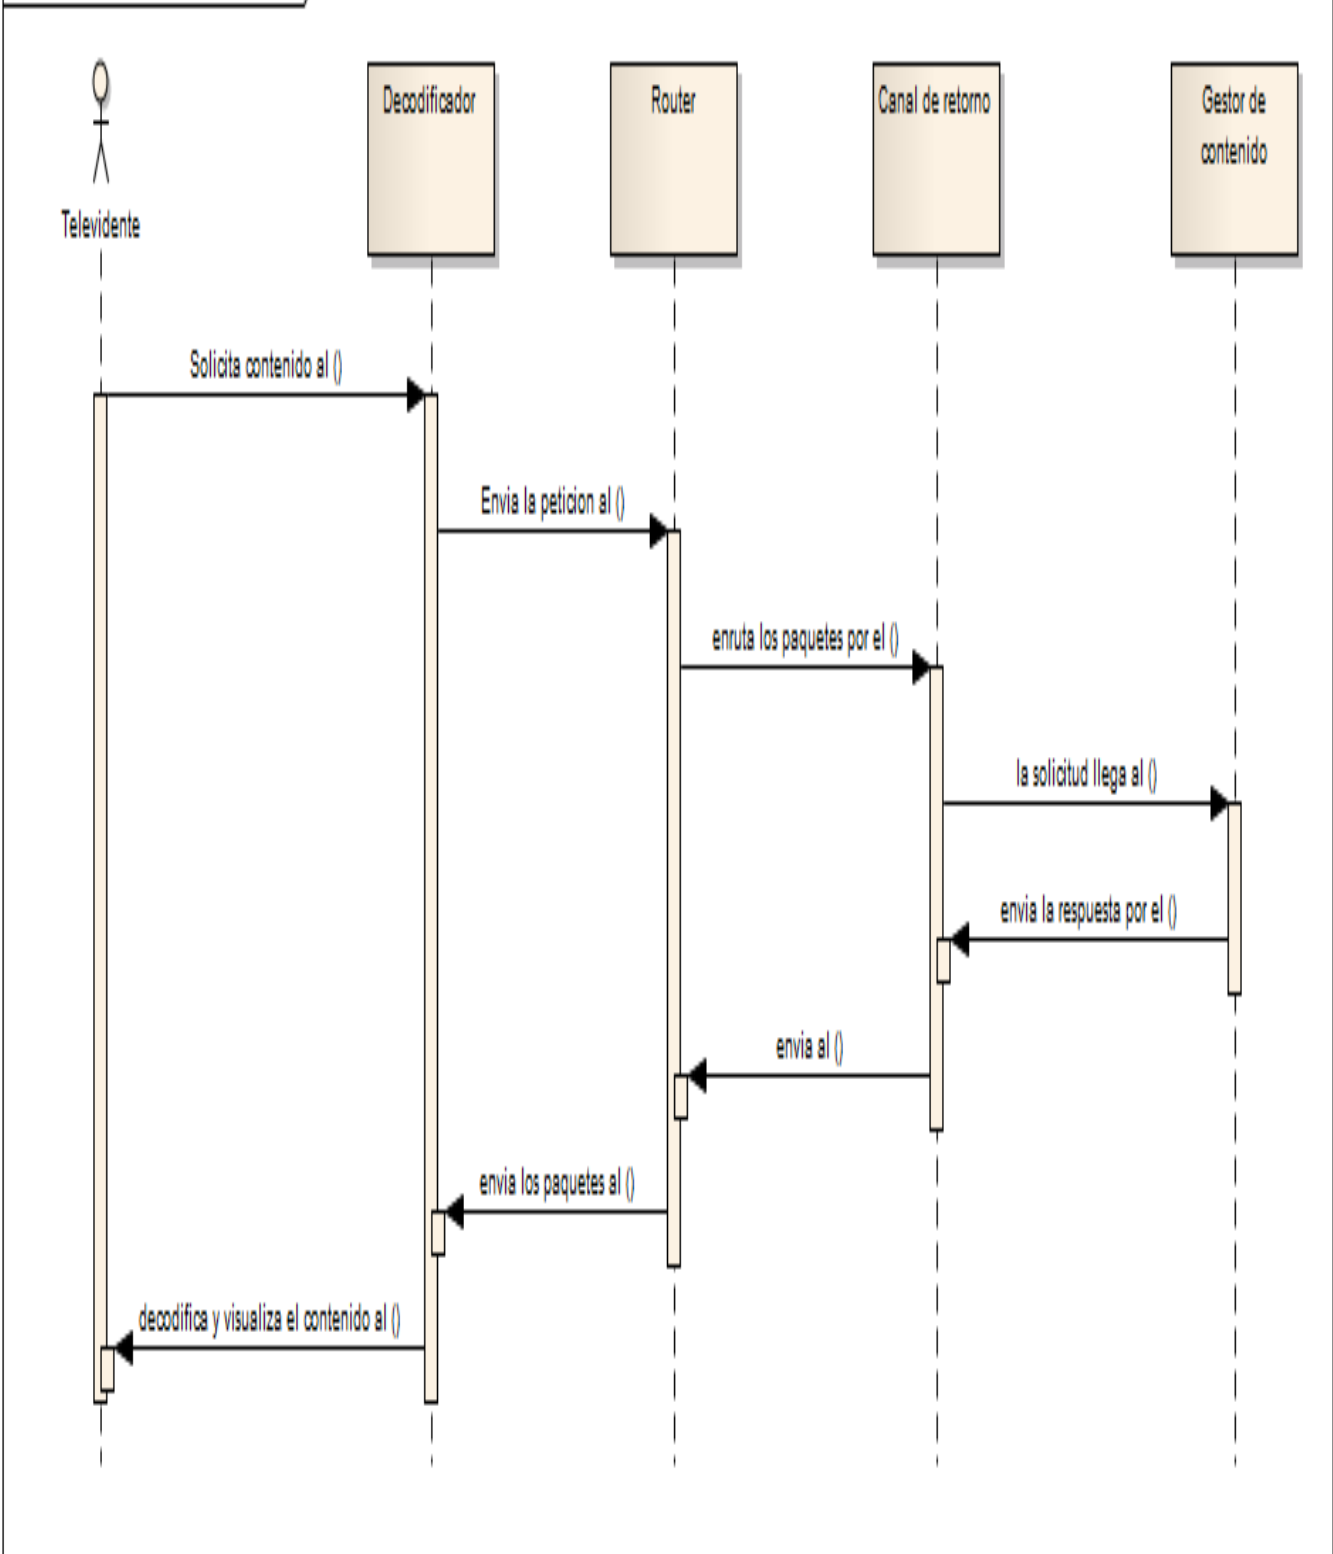 Televidente
Decodificador
Router
Canal de retorno
Gestor de
contenido
Solicita contenido al ()
Envia la peticion al ()
enruta los paquetes por el ()
la solicitud llega al ()
envia la respuesta por el ()
envia al ()
envia los paquetes al ()
decodifica y visualiza el contenido al ()